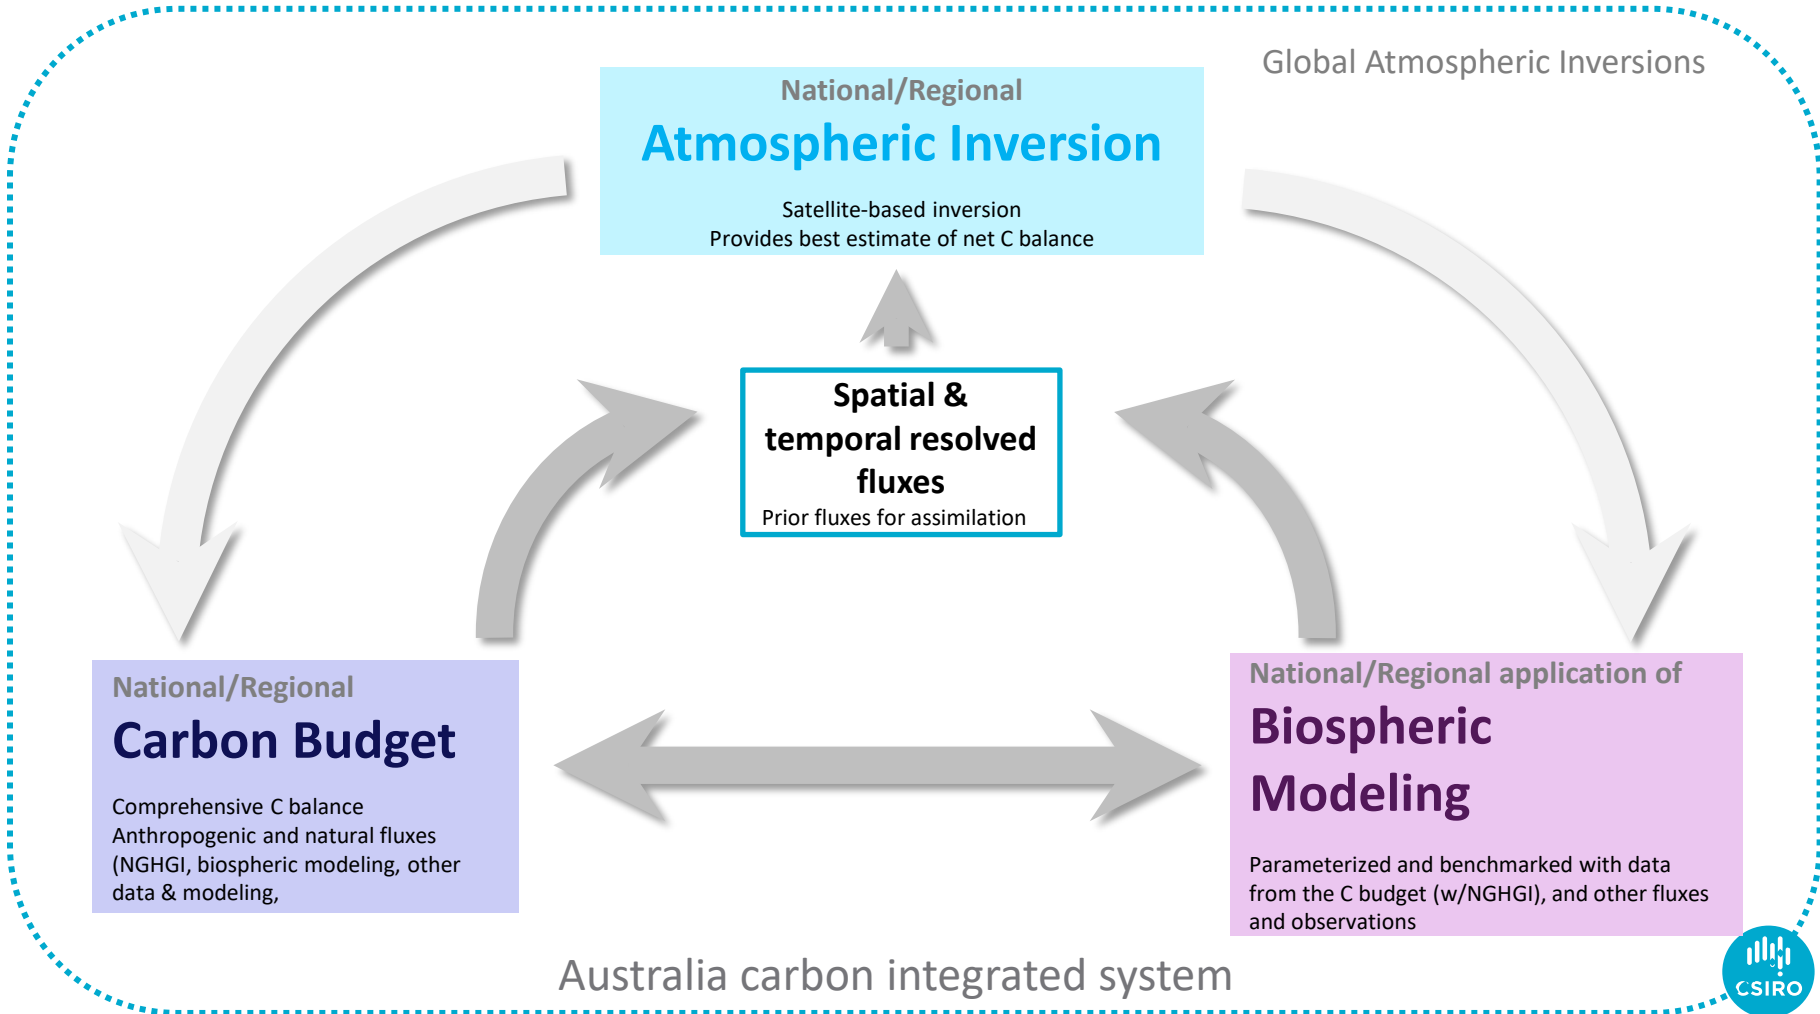 Global Atmospheric Inversions
National/Regional
Atmospheric Inversion
Satellite-based inversion
Provides best estimate of net C balance
Spatial &
temporal resolved
fluxes
Prior fluxes for assimilation
National/Regional
Carbon Budget
Comprehensive C balance
Anthropogenic and natural fluxes
(NGHGI, biospheric modeling, other
data & modeling,
National/Regional application of
Biospheric
Modeling
Parameterized and benchmarked with data
from the C budget (w/NGHGI), and other fluxes
and observations
Australia carbon integrated system
CSIRO